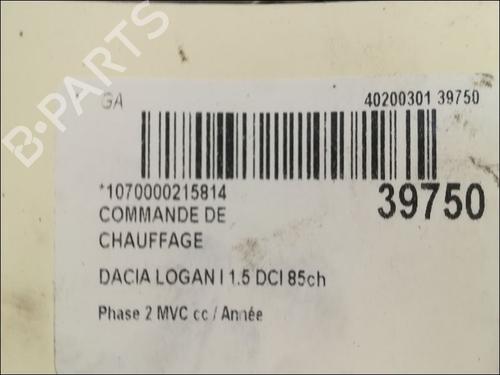 B-PARTS
GA
40200301 39750
*1070000215814
39750
COMMANDE DE
CHAUFFAGE
DACIA LOGAN I 1.5 DCI 85ch
Phase 2 MVC cc / Année